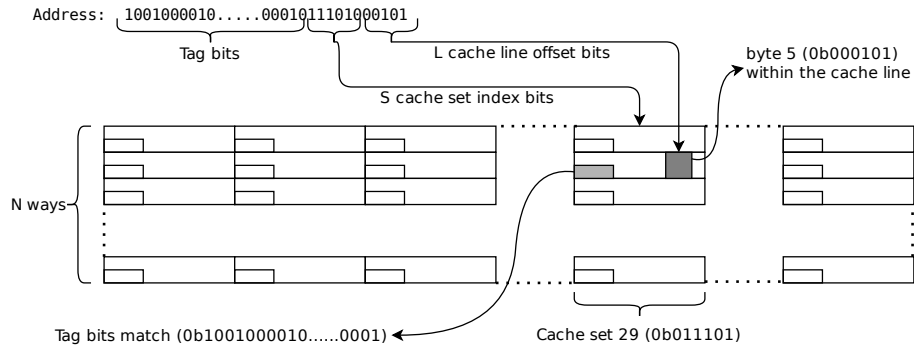 Address: 1001000010.....0001011101000101
Tag bits
L cache line offset bits
byte 5 (0b000101)
within the cache line
S cache set index bits
N ways
Tag bits match (0b1001000010......0001)
Cache set 29 (0b011101)